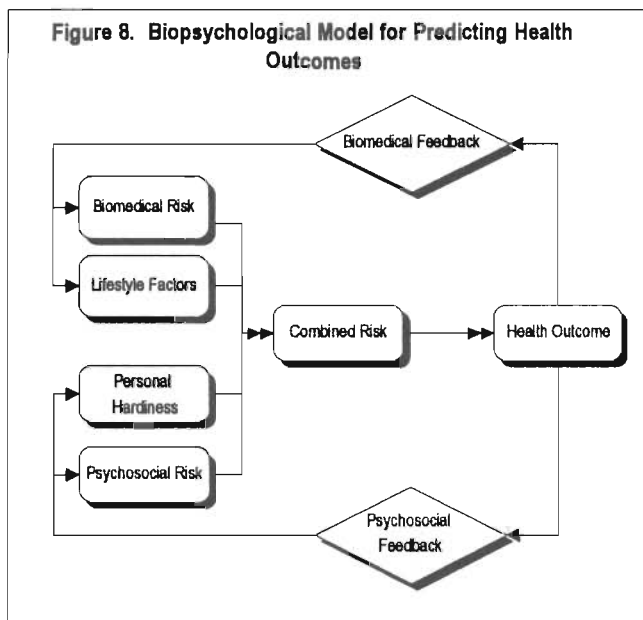 Figure 8. Biopsychological Model for Predicting Health
Outcomes
Biomedical Feedback
Biomedical Risk
Lifestyle Factors
Combined Risk
Health Outcome
Personal
Hardiness
Psychosocial Risk
Psychosocial
Feedback